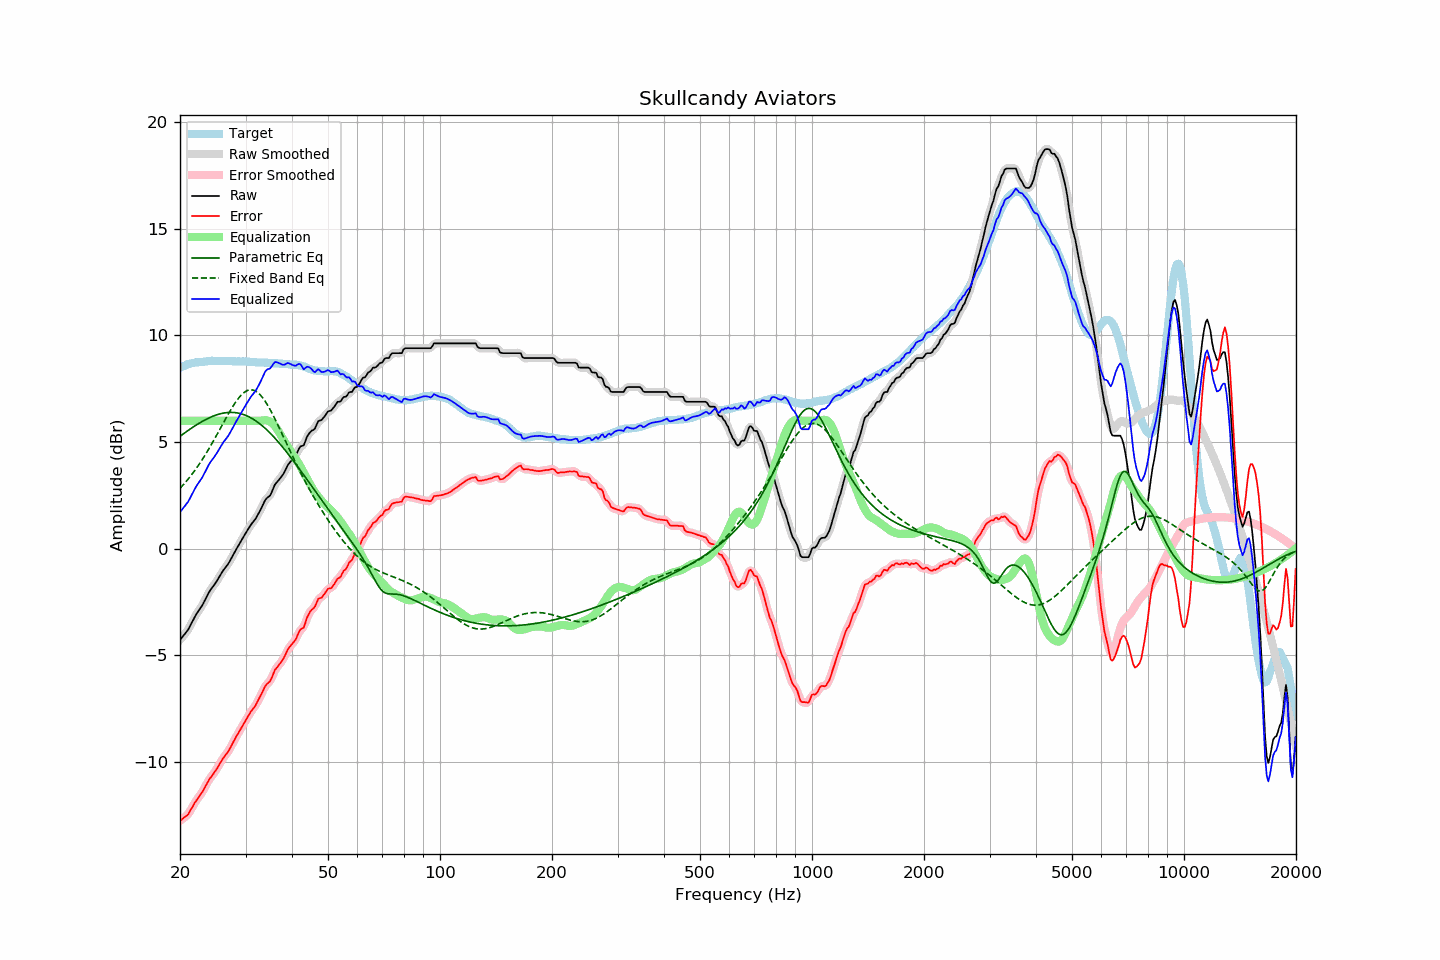 Skullcandy Aviators
Target
Raw Smoothed
Error Smoothed
Raw
Error
Equalization
Parametric Eq
Fixed Band Eq
Equalized
20
15
10
5
0
−5
−10
Amplitude (dBr)
20 50 100 200 500 1000 2000 5000 10000 20000
Frequency (Hz)